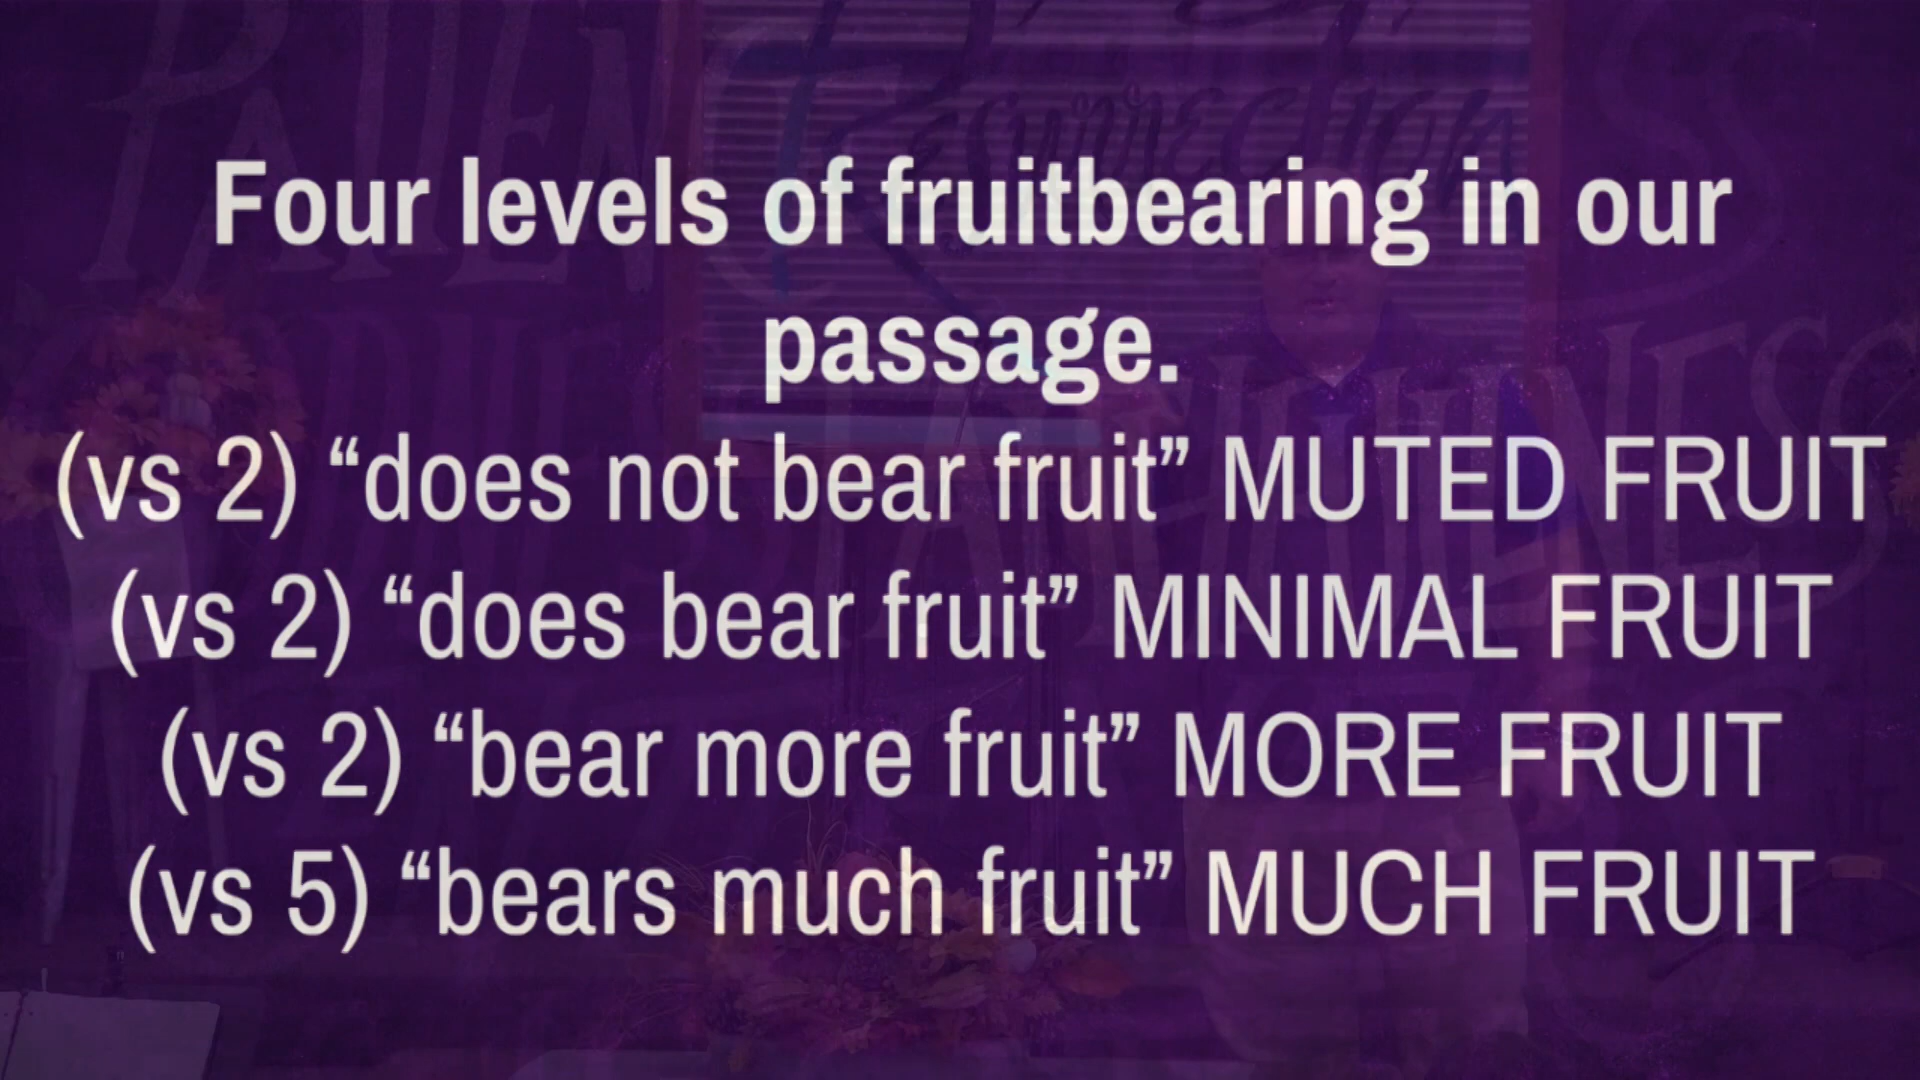 Four levels of fruitbearing in our
passage.
(vs 2) “does not bear fruit” MUTED FRUIT
(vs 2) “does bear fruit” MINIMAL FRUIT
(vs 2) “bear more fruit” MORE FRUIT
(vs 5) “bears much fruit” MUCH FRUIT
Connection